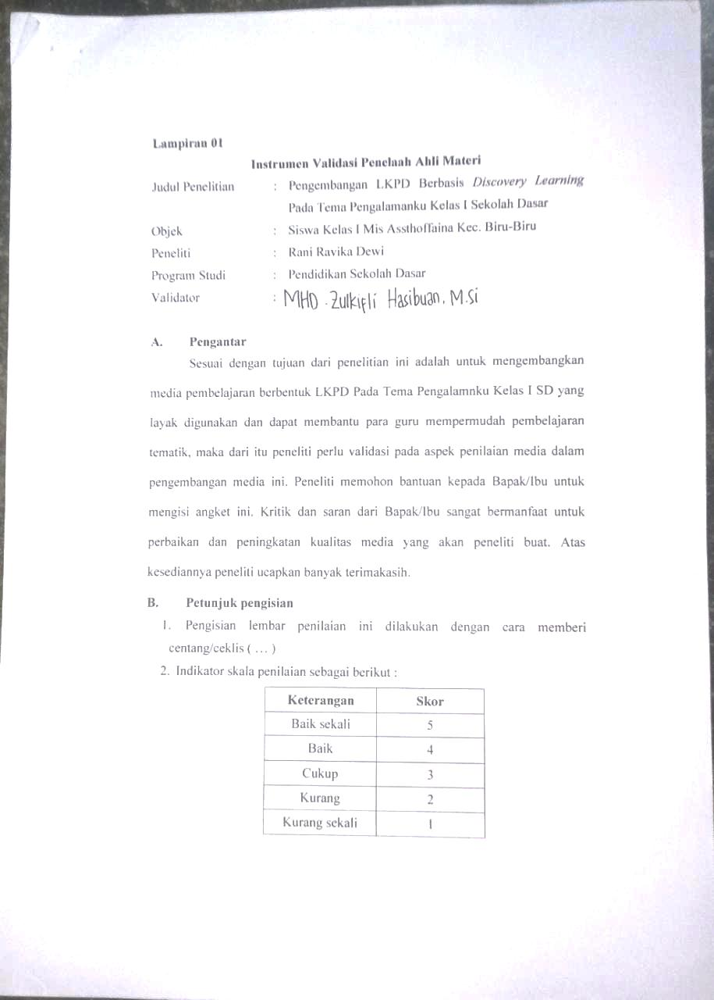 Lampiran 01
Instrumen Validasi Penelaah Ahli Materi
Judul Penelitian : Pengembangan LKPD Berbasis Discovery Learning
Pada Tema Pengalamanku Kelas I Sekolah Dasar
Objek : Siswa Kelas I Mis Assthoffaina Kec. Biru-Biru
Peneliti : Rani Ravika Dewi
Program Studi : Pendidikan Sekolah Dasar
Validator : MHD. Zulkifli Hasibuan, M.Si
A. Pengantar
Sesuai dengan tujuan dari penelitian ini adalah untuk mengembangkan
media pembelajaran berbentuk LKPD Pada Tema Pengalamnku Kelas I SD yang
layak digunakan dan dapat membantu para guru mempermudah pembelajaran
tematik, maka dari itu peneliti perlu validasi pada aspek penilaian media dalam
pengembangan media ini. Peneliti memohon bantuan kepada Bapak/Ibu untuk
mengisi angket ini. Kritik dan saran dari Bapak/Ibu sangat bermanfaat untuk
perbaikan dan peningkatan kualitas media yang akan peneliti buat. Atas
kesediannya peneliti ucapkan banyak terimakasih.
B. Petunjuk pengisian
1. Pengisian lembar penilaian ini dilakukan dengan cara memberi
centang/ceklis ( … )
2. Indikator skala penilaian sebagai berikut :
Keterangan Skor
Baik sekali 5
Baik 4
Cukup 3
Kurang 2
Kurang sekali 1